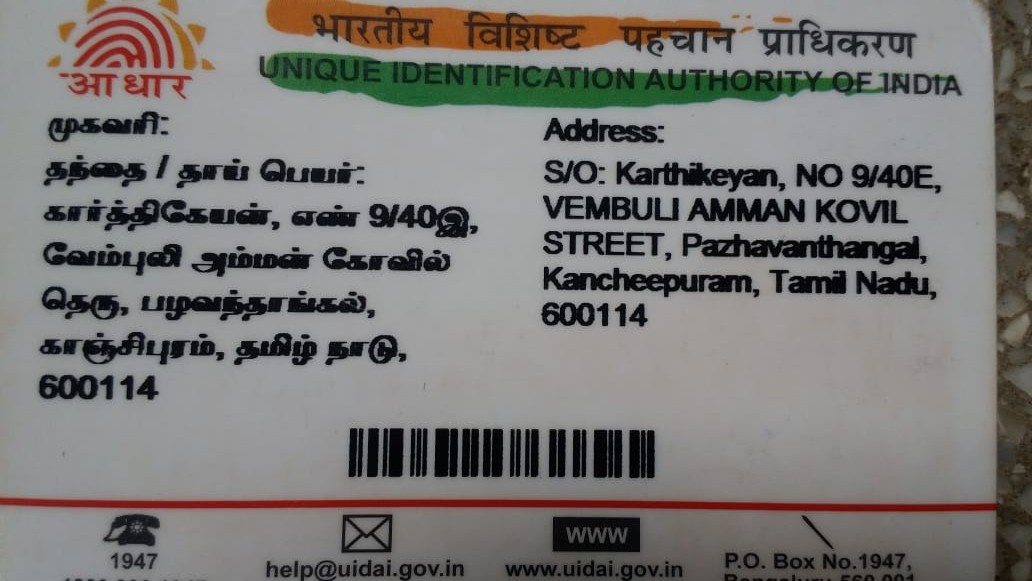 भारतीय विशिष्ट पहचान प्राधिकरण
UNIQUE IDENTIFICATION AUTHORITY OF INDIA
आधार
முகவரி:
தந்தை / தாய் பெயர்:
கார்த்திகேயன், எண் 9/40இ,
வேம்புலி அம்மன் கோவில்
தெரு, பழவந்தாங்கல்,
காஞ்சிபுரம், தமிழ் நாடு,
600114
Address:
S/O: Karthikeyan, NO 9/40E,
VEMBULI AMMAN KOVIL
STREET, Pazhavanthangal,
Kancheepuram, Tamil Nadu,
600114
1947
help@uidai.gov.in
WWW
www.uidai.gov.in
P.O. Box No.1947,